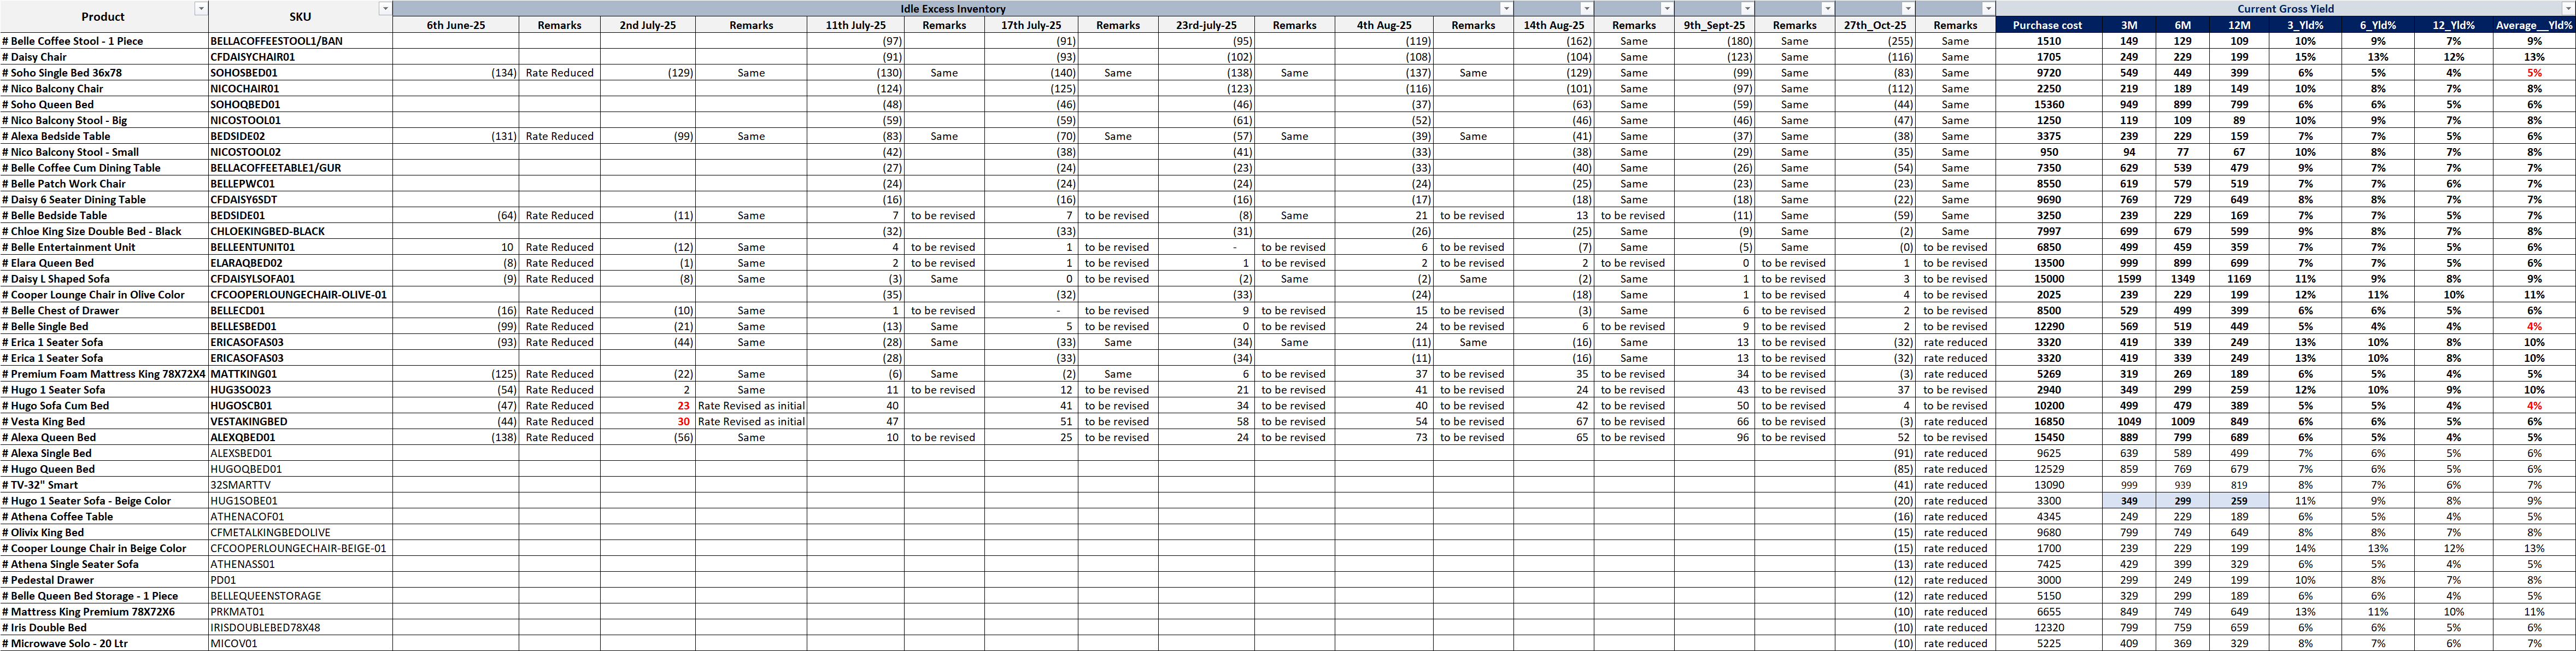 Product SKU Idle Excess Inventory Current Gross Yield
6th June-25 Remarks 2nd July-25 Remarks 11th July-25 Remarks 17th July-25 Remarks 23rd-july-25 Remarks 4th Aug-25 Remarks 14th Aug-25 Remarks 9th_Sept-25 Remarks 27th_Oct-25 Remarks Purchase cost 3M 6M 12M 3_Yld% 6_Yld% 12_Yld% Average__Yld%
# Belle Coffee Stool - 1 Piece BELLACOFFEESTOOL1/BAN (97) (91) (95) (119) (162) Same (180) Same (255) Same 1510 149 129 109 10% 9% 7% 9%
# Daisy Chair CFDAISYCHAIR01 (91) (93) (102) (108) (104) Same (123) Same (116) Same 1705 249 229 199 15% 13% 12% 13%
# Soho Single Bed 36x78 SOHOSBED01 (134) Rate Reduced (129) Same (130) Same (140) Same (138) Same (137) Same (129) Same (99) Same (83) Same 9720 549 449 399 6% 5% 4% 5%
# Nico Balcony Chair NICOCHAIR01 (124) (125) (123) (116) (101) Same (97) Same (112) Same 2250 219 189 149 10% 8% 7% 8%
# Soho Queen Bed SOHOQBED01 (48) (46) (46) (37) (63) Same (59) Same (44) Same 15360 949 899 799 6% 6% 5% 6%
# Nico Balcony Stool - Big NICOSTOOL01 (59) (59) (61) (52) (46) Same (46) Same (47) Same 1250 119 109 89 10% 9% 7% 8%
# Alexa Bedside Table BEDSIDE02 (131) Rate Reduced (99) Same (83) Same (70) Same (57) Same (39) Same (41) Same (37) Same (38) Same 3375 239 229 159 7% 7% 5% 6%
# Nico Balcony Stool - Small NICOSTOOL02 (42) (38) (41) (33) (38) Same (29) Same (35) Same 950 94 77 67 10% 8% 7% 8%
# Belle Coffee Cum Dining Table BELLACOFFEETABLE1/GUR (27) (24) (23) (33) (40) Same (26) Same (54) Same 7350 629 539 479 9% 7% 7% 7%
# Belle Patch Work Chair BELLEPWC01 (24) (24) (24) (24) (25) Same (23) Same (23) Same 8550 619 579 519 7% 7% 6% 7%
# Daisy 6 Seater Dining Table CFDAISY6SDT (16) (16) (16) (17) (18) Same (18) Same (22) Same 9690 769 729 649 8% 8% 7% 7%
# Belle Bedside Table BEDSIDE01 (64) Rate Reduced (11) Same 7 to be revised 7 to be revised (8) Same 21 to be revised 13 to be revised (11) Same (59) Same 3250 239 229 169 7% 7% 5% 7%
# Chloe King Size Double Bed - Black CHLOEKINGBED-BLACK (32) (33) (31) (26) (25) Same (9) Same (2) Same 7997 699 679 599 9% 8% 7% 8%
# Belle Entertainment Unit BELLEENTUNIT01 10 Rate Reduced (12) Same 4 to be revised 1 to be revised - to be revised 6 to be revised (7) Same (5) Same (0) to be revised 6850 499 459 359 7% 7% 5% 6%
# Elara Queen Bed ELARAQBED02 (8) Rate Reduced (1) Same 2 to be revised 1 to be revised 1 to be revised 2 to be revised 2 to be revised 0 to be revised 1 to be revised 13500 999 899 699 7% 7% 5% 6%
# Daisy L Shaped Sofa CFDAISYLSOFA01 (9) Rate Reduced (8) Same (3) Same 0 to be revised (2) Same (2) Same (2) Same 1 to be revised 3 to be revised 15000 1599 1349 1169 11% 9% 8% 9%
# Cooper Lounge Chair in Olive Color CFCOOPERLOUNGECHAIR-OLIVE-01 (35) (32) (33) (24) (18) Same 1 to be revised 4 to be revised 2025 239 229 199 12% 11% 10% 11%
# Belle Chest of Drawer BELLECD01 (16) Rate Reduced (10) Same 1 to be revised - to be revised 9 to be revised 15 to be revised (3) Same 6 to be revised 2 to be revised 8500 529 499 399 6% 6% 5% 6%
# Belle Single Bed BELLESBED01 (99) Rate Reduced (21) Same (13) Same 5 to be revised 0 to be revised 24 to be revised 6 to be revised 9 to be revised 2 to be revised 12290 569 519 449 5% 4% 4% 4%
# Erica 1 Seater Sofa ERICASOFAS03 (93) Rate Reduced (44) Same (28) Same (33) Same (34) Same (11) Same (16) Same 13 to be revised (32) rate reduced 3320 419 339 249 13% 10% 8% 10%
# Erica 1 Seater Sofa ERICASOFAS03 (28) (33) (34) (11) (16) Same 13 to be revised (32) rate reduced 3320 419 339 249 13% 10% 8% 10%
# Premium Foam Mattress King 78X72X4 MATTKING01 (125) Rate Reduced (22) Same (6) Same (2) Same 6 to be revised 37 to be revised 35 to be revised 34 to be revised (3) rate reduced 5269 319 269 189 6% 5% 4% 5%
# Hugo 1 Seater Sofa HUG3SO023 (54) Rate Reduced 2 Same 11 to be revised 12 to be revised 21 to be revised 41 to be revised 24 to be revised 43 to be revised 37 to be revised 2940 349 299 259 12% 10% 9% 10%
# Hugo Sofa Cum Bed HUGOSCB01 (47) Rate Reduced 23 Rate Revised as initial 40 41 to be revised 34 to be revised 40 to be revised 42 to be revised 50 to be revised 4 to be revised 10200 499 479 389 5% 5% 4% 4%
# Vesta King Bed VESTAKINGBED (44) Rate Reduced 30 Rate Revised as initial 47 51 to be revised 58 to be revised 54 to be revised 67 to be revised 66 to be revised (3) rate reduced 16850 1049 1009 849 6% 6% 5% 6%
# Alexa Queen Bed ALEXQBED01 (138) Rate Reduced (56) Same 10 to be revised 25 to be revised 24 to be revised 73 to be revised 65 to be revised 96 to be revised 52 to be revised 15450 889 799 689 6% 5% 4% 5%
# Alexa Single Bed ALEXSBED01 (91) rate reduced 9625 639 589 499 7% 6% 5% 6%
# Hugo Queen Bed HUGOQBED01 (85) rate reduced 12529 859 769 679 7% 6% 5% 6%
# TV-32" Smart 32SMARTTV (41) rate reduced 13090 999 939 819 8% 7% 6% 7%
# Hugo 1 Seater Sofa - Beige Color HUG1SOBE01 (20) rate reduced 3300 349 299 259 11% 9% 8% 9%
# Athena Coffee Table ATHENACOF01 (16) rate reduced 4345 249 229 189 6% 5% 4% 5%
# Olivix King Bed CFMETALKINGBEDOLIVE (15) rate reduced 9680 799 749 649 8% 8% 7% 8%
# Cooper Lounge Chair in Beige Color CFCOOPERLOUNGECHAIR-BEIGE-01 (15) rate reduced 1700 239 229 199 14% 13% 12% 13%
# Athena Single Seater Sofa ATHENASS01 (13) rate reduced 7425 429 399 329 6% 5% 4% 5%
# Pedestal Drawer PD01 (12) rate reduced 3000 299 249 199 10% 8% 7% 8%
# Belle Queen Bed Storage - 1 Piece BELLEQUEENSTORAGE (12) rate reduced 5150 329 299 189 6% 6% 4% 5%
# Mattress King Premium 78X72X6 PRKMAT01 (10) rate reduced 6655 849 749 649 13% 11% 10% 11%
# Iris Double Bed IRISDOUBLEBED78X48 (10) rate reduced 12320 799 759 659 6% 6% 5% 6%
# Microwave Solo - 20 Ltr MICOV01 (10) rate reduced 5225 409 369 329 8% 7% 6% 7%